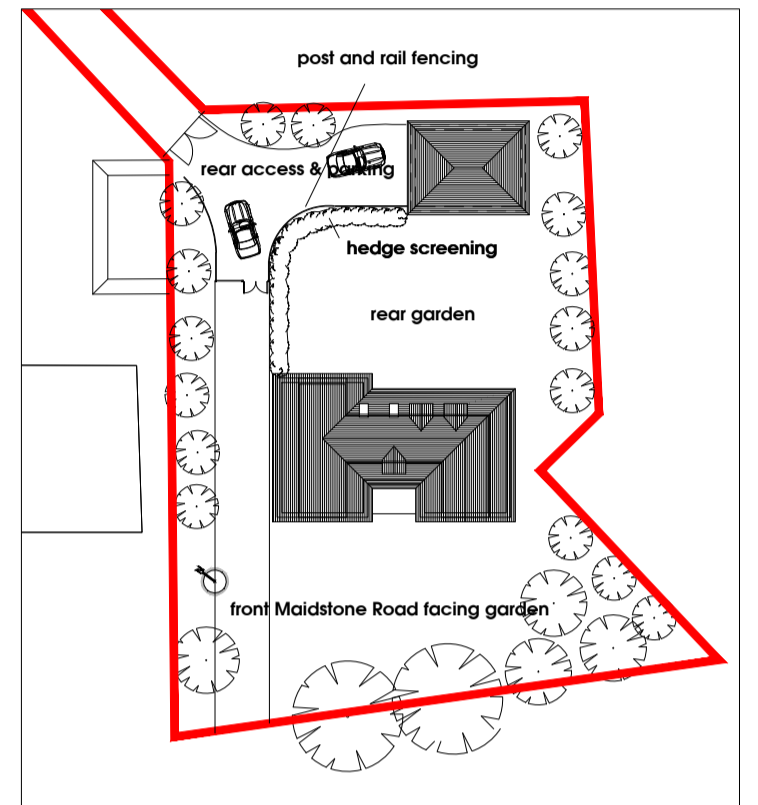 post and rail fencing
rear access & parking
hedge screening
rear garden
N
front Maidstone Road facing garden